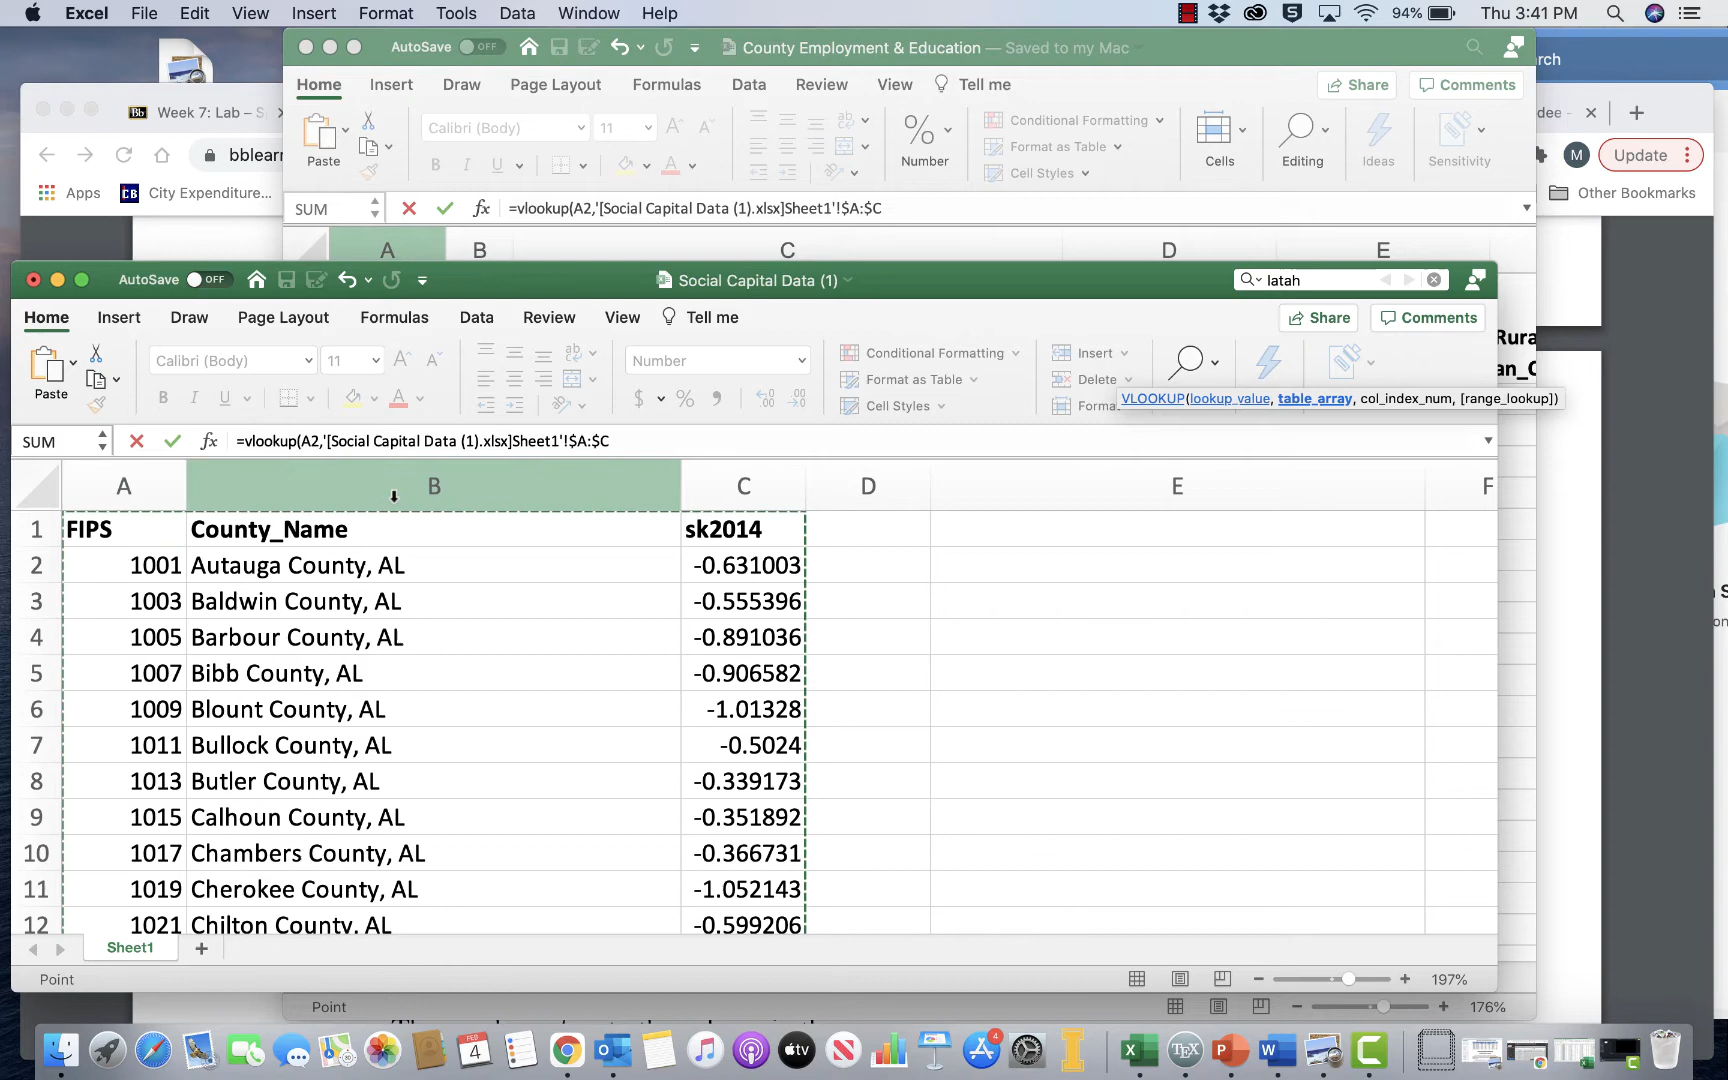 Excel File Edit View Insert Format Tools Data Window Help 94% Thu 3:41 PM
AutoSave OFF County Employment & Education — Saved to my Mac
Home Insert Draw Page Layout Formulas Data Review View Tell me Share Comments
Bb Week 7: Lab – S
bblearn
Apps CB City Expenditure...
Paste Calibri (Body) 11 Number Conditional Formatting Format as Table Cell Styles Cells Editing Ideas Sensitivity
M Update
Other Bookmarks
SUM fx =vlookup(A2,'[Social Capital Data (1).xlsx]Sheet1'!$A:$C
A B C D E
AutoSave OFF Social Capital Data (1) latah
Home Insert Draw Page Layout Formulas Data Review View Tell me Share Comments
Paste Calibri (Body) 11 Number
Conditional Formatting Insert
Format as Table Delete
Cell Styles Forma
VLOOKUP(lookup_value, table_array, col_index_num, [range_lookup])
SUM fx =vlookup(A2,'[Social Capital Data (1).xlsx]Sheet1'!$A:$C
A B C D E F
1 FIPS County_Name sk2014
2 1001 Autauga County, AL -0.631003
3 1003 Baldwin County, AL -0.555396
4 1005 Barbour County, AL -0.891036
5 1007 Bibb County, AL -0.906582
6 1009 Blount County, AL -1.01328
7 1011 Bullock County, AL -0.5024
8 1013 Butler County, AL -0.339173
9 1015 Calhoun County, AL -0.351892
10 1017 Chambers County, AL -0.366731
11 1019 Cherokee County, AL -1.052143
12 1021 Chilton County, AL -0.599206
Sheet1
Point 197%
Point 176%